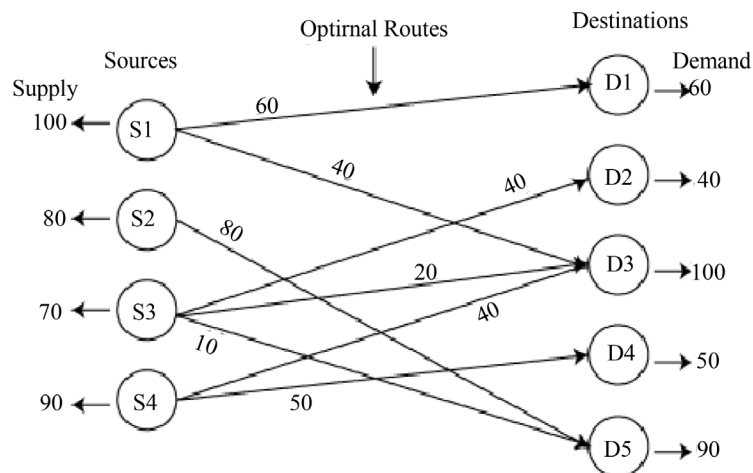 Optirnal Routes
Destinations
Sources
Demand
Supply
100
S1
60
D1
60
40
D2
40
40
80
S2
80
D3
100
20
70
S3
40
10
D4
50
90
S4
50
D5
90